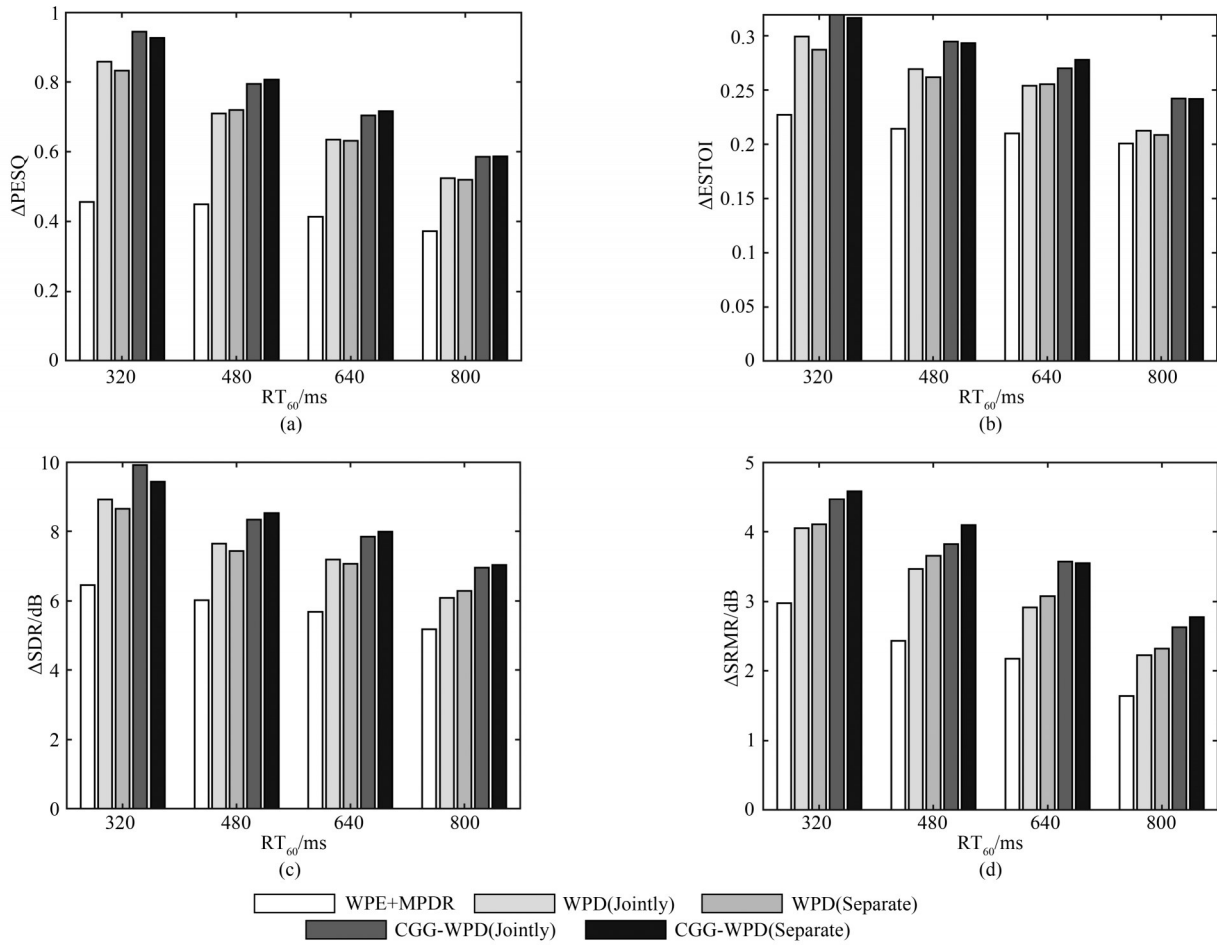 1
0.8
0.6
0.4
0.2
0
ΔPESQ
320 480 640 800
RT60/ms
(a)
0.3
0.25
0.2
0.15
0.1
0.05
0
ΔESTOI
320 480 640 800
RT60/ms
(b)
10
8
6
4
2
0
ΔSDR/dB
320 480 640 800
RT60/ms
(c)
5
4
3
2
1
0
ΔSRMR/dB
320 480 640 800
RT60/ms
(d)
WPE+MPDR WPD(Jointly) WPD(Separate)
CGG-WPD(Jointly) CGG-WPD(Separate)